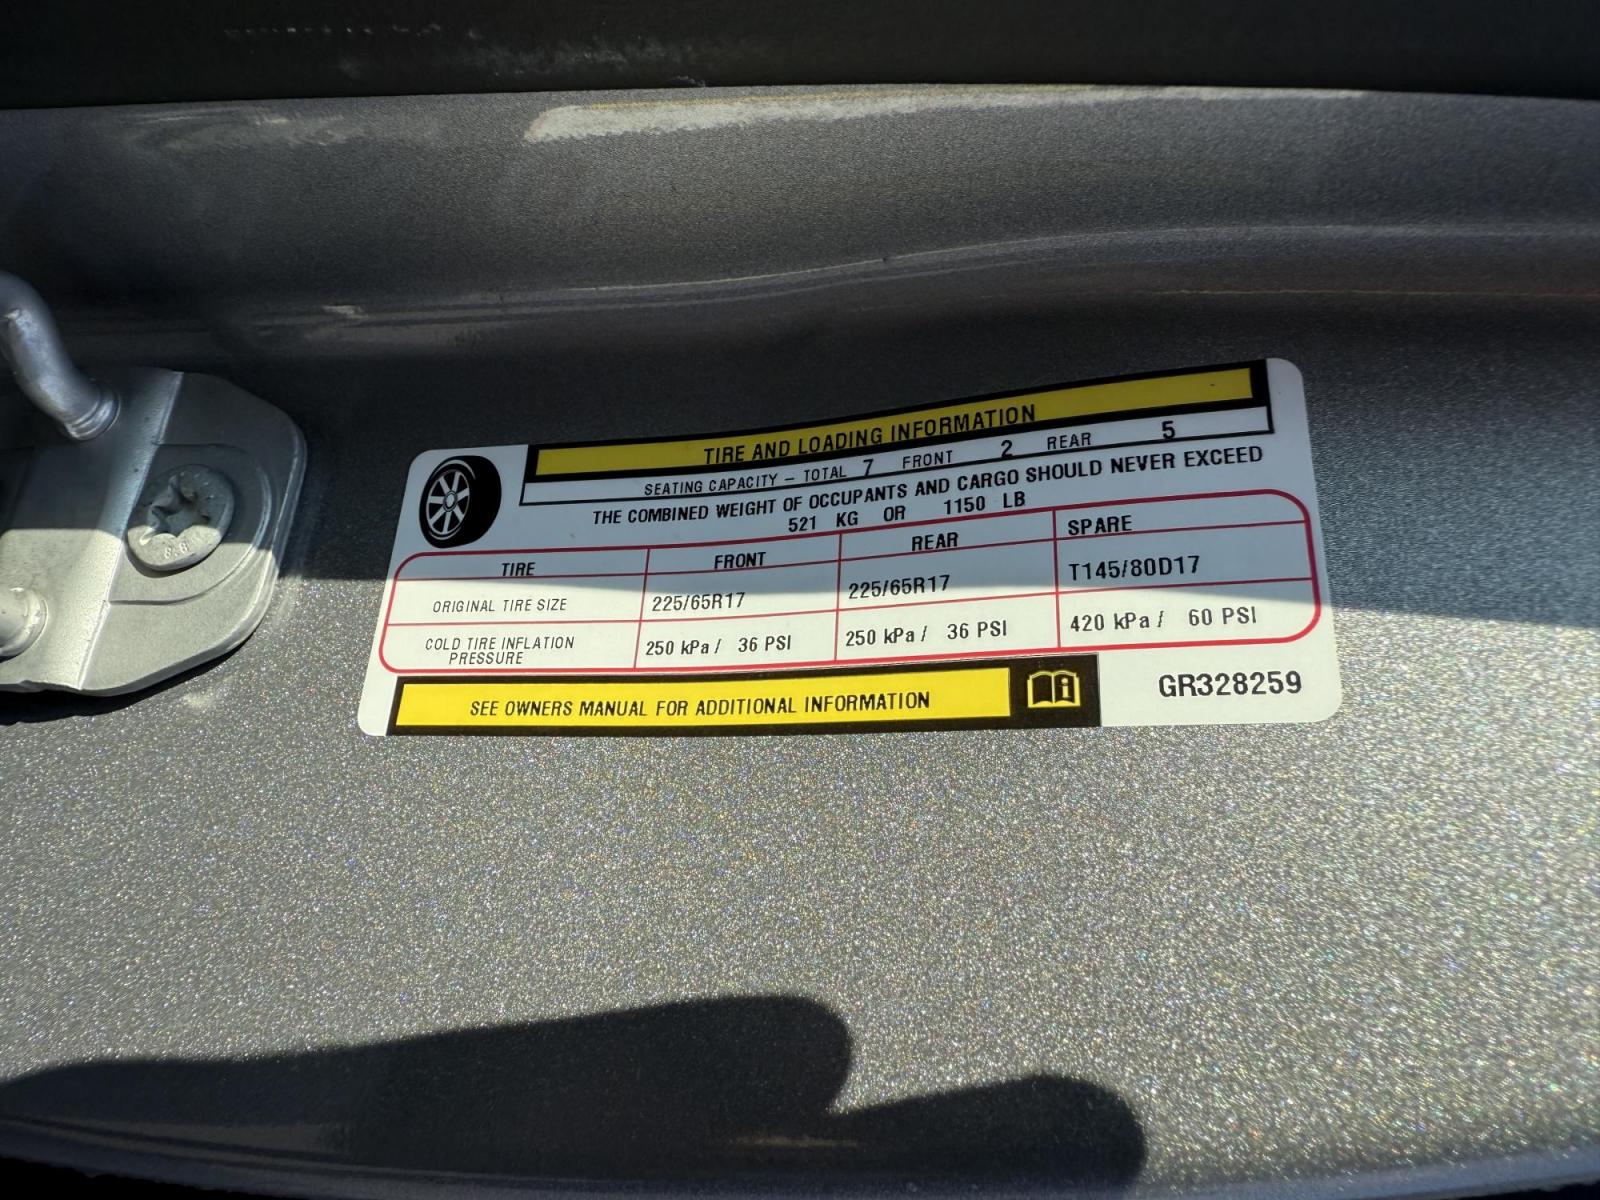 TIRE AND LOADING INFORMATION
SEATING CAPACITY – TOTAL 7 FRONT 2 REAR 5
THE COMBINED WEIGHT OF OCCUPANTS AND CARGO SHOULD NEVER EXCEED
521 KG OR 1150 LB
TIRE FRONT REAR SPARE
ORIGINAL TIRE SIZE 225/65R17 225/65R17 T145/80D17
COLD TIRE INFLATION PRESSURE 250 kPa / 36 PSI 250 kPa / 36 PSI 420 kPa / 60 PSI
SEE OWNERS MANUAL FOR ADDITIONAL INFORMATION
GR328259
8.8